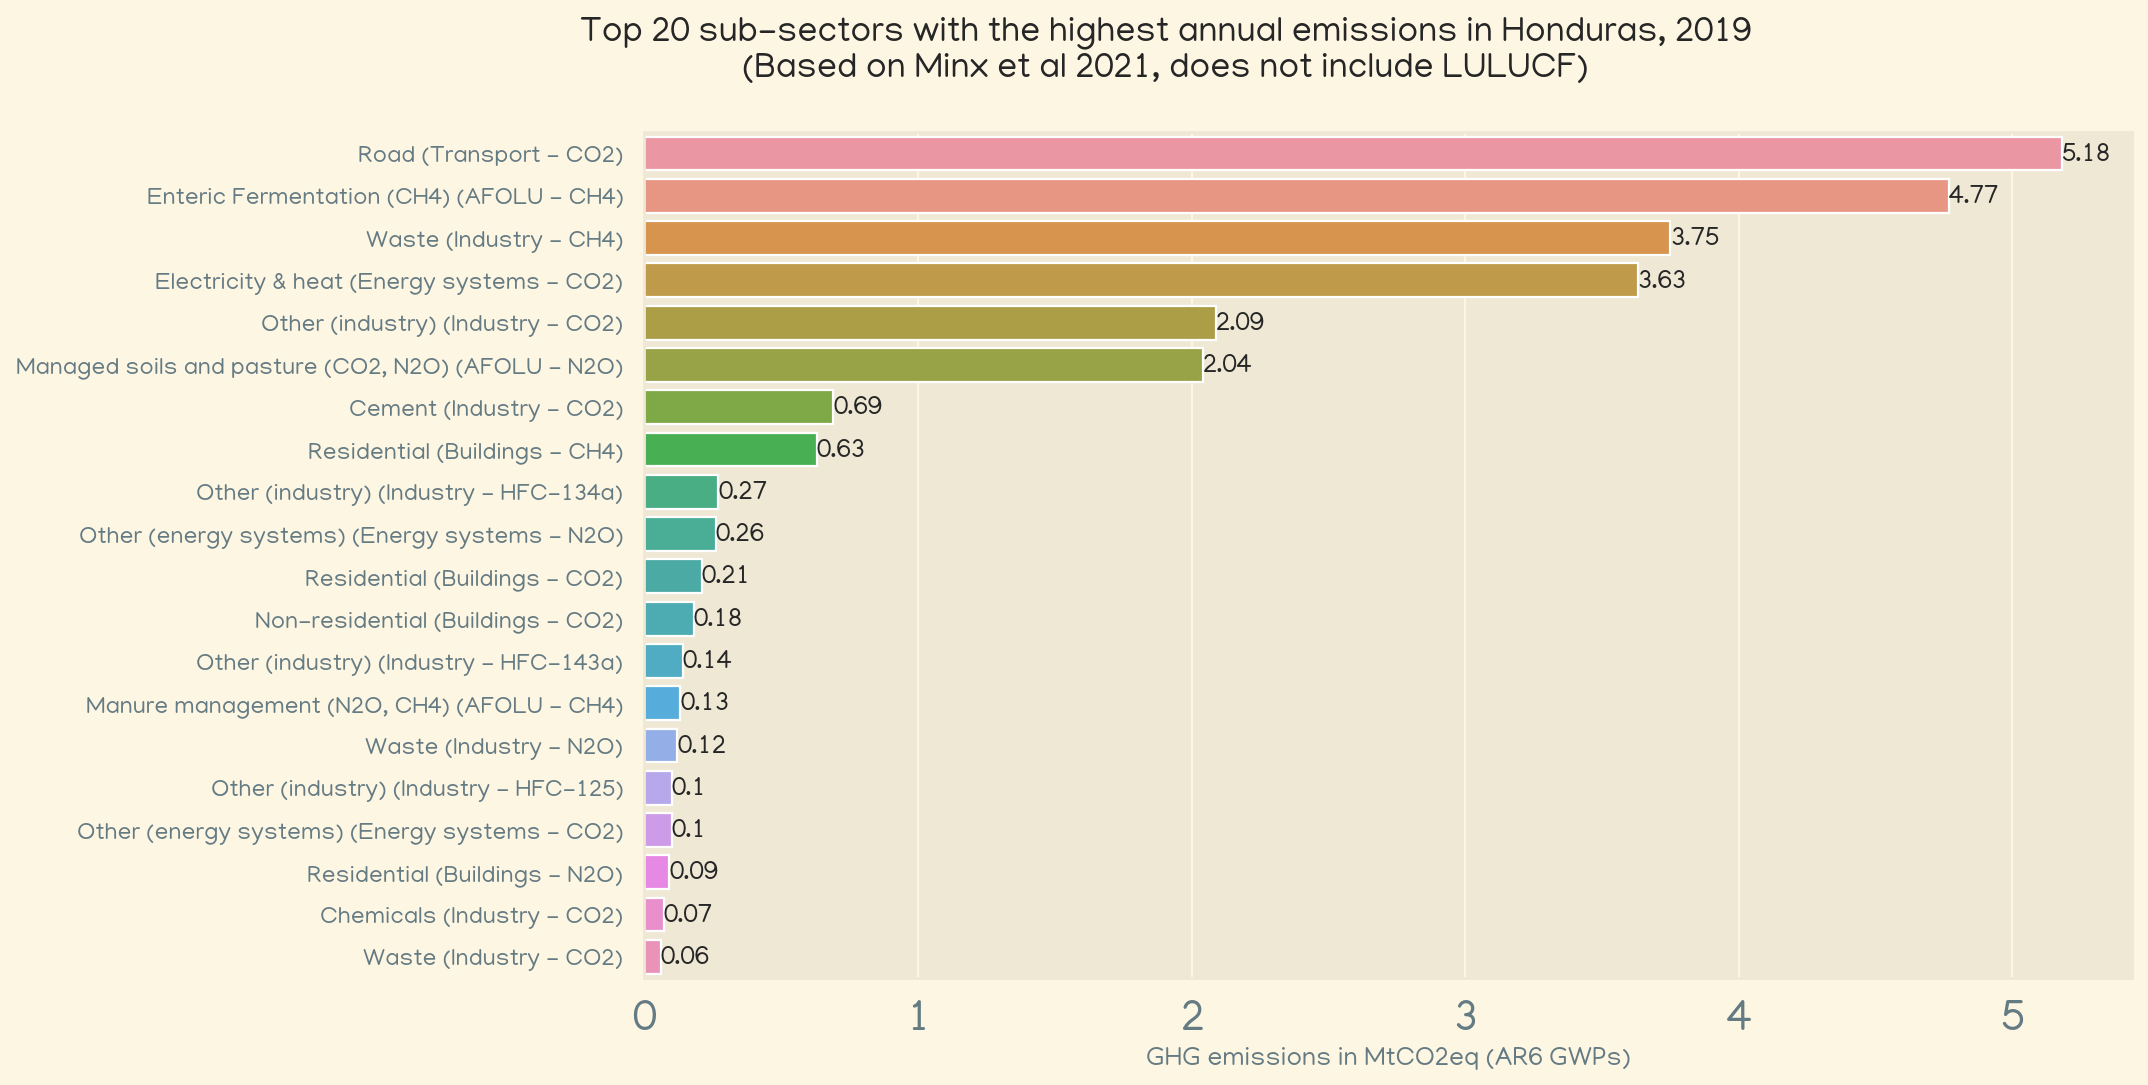 Top 20 sub-sectors with the highest annual emissions in Honduras, 2019
(Based on Minx et al 2021, does not include LULUCF)
Road (Transport - CO2) 5.18
Enteric Fermentation (CH4) (AFOLU - CH4) 4.77
Waste (Industry - CH4) 3.75
Electricity & heat (Energy systems - CO2) 3.63
Other (industry) (Industry - CO2) 2.09
Managed soils and pasture (CO2, N2O) (AFOLU - N2O) 2.04
Cement (Industry - CO2) 0.69
Residential (Buildings - CH4) 0.63
Other (industry) (Industry - HFC-134a) 0.27
Other (energy systems) (Energy systems - N2O) 0.26
Residential (Buildings - CO2) 0.21
Non-residential (Buildings - CO2) 0.18
Other (industry) (Industry - HFC-143a) 0.14
Manure management (N2O, CH4) (AFOLU - CH4) 0.13
Waste (Industry - N2O) 0.12
Other (industry) (Industry - HFC-125) 0.1
Other (energy systems) (Energy systems - CO2) 0.1
Residential (Buildings - N2O) 0.09
Chemicals (Industry - CO2) 0.07
Waste (Industry - CO2) 0.06
0 1 2 3 4 5
GHG emissions in MtCO2eq (AR6 GWPs)